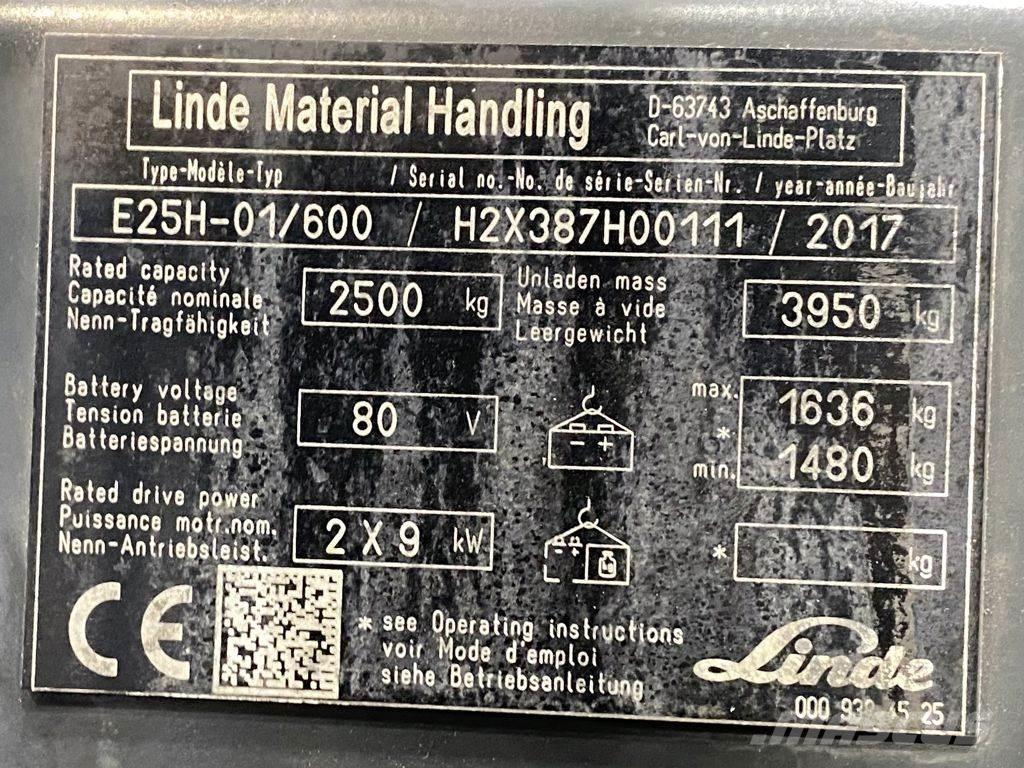 Linde Material Handling
D-63743 Aschaffenburg
Carl-von-Linde-Platz
Type-Modèle-Typ / Serial no.-No. de série-Serien-Nr. / year-année-Baujahr
E25H-01/600 / H2X387H00111 / 2017
Rated capacity
Capacité nominale
Nenn-Tragfähigkeit
2500 kg
Unladen mass
Masse à vide
Leergewicht
3950 kg
Battery voltage
Tension batterie
Batteriespannung
80 V
- +
max. 1636 kg
*
min. 1480 kg
Rated drive power
Puissance motr.nom.
Nenn-Antriebsleist.
2 X 9 kW
- +
* kg
CE
* see Operating instructions
voir Mode d'emploi
siehe Betriebsanleitung
Linde
000 25
MASCUS